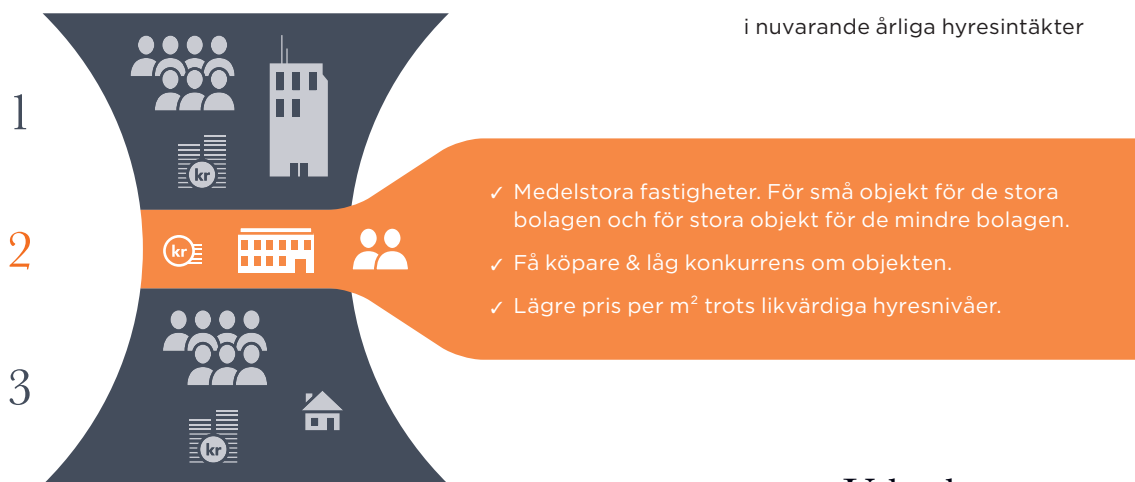 i nuvarande årliga hyresintäkter
1
kr
✓ Medelstora fastigheter. För små objekt för de stora
bolagen och för stora objekt för de mindre bolagen.
2
kr
✓ Få köpare & låg konkurrens om objekten.
✓ Lägre pris per m² trots likvärdiga hyresnivåer.
3
kr